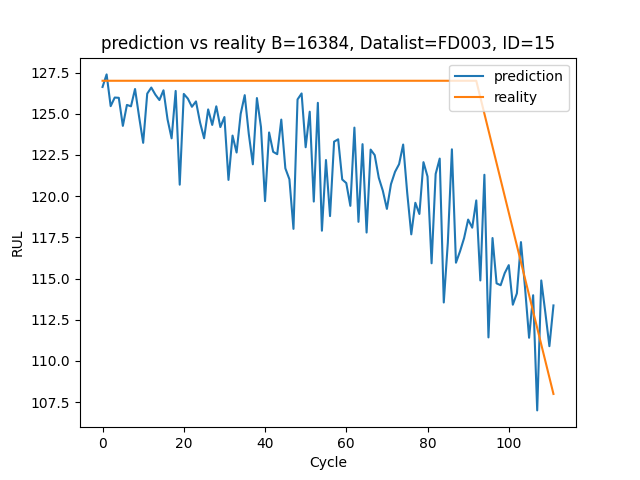 prediction vs reality B=16384, Datalist=FD003, ID=15
127.5
125.0
122.5
120.0
117.5
115.0
112.5
110.0
107.5
RUL
prediction
reality
0 20 40 60 80 100
Cycle